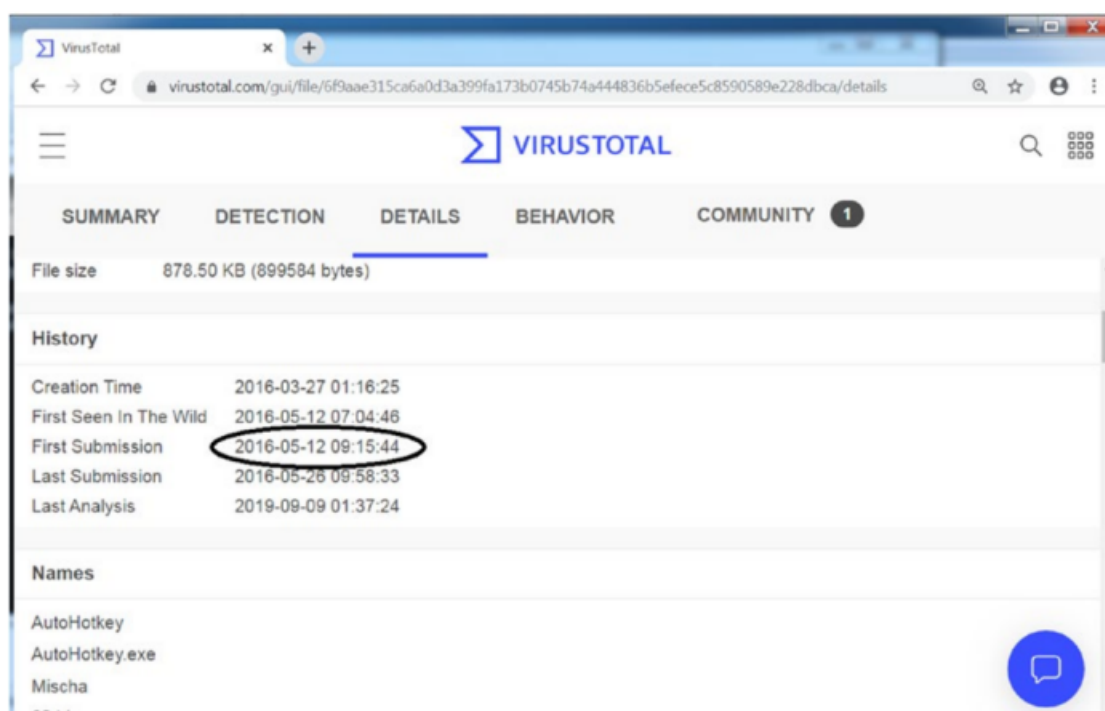 VirusTotal
virustotal.com/gui/file/6f9aae315ca6a0d3a399fa173b0745b74a444836b5efece5c8590589e228dbca/details
VIRUSTOTAL
SUMMARY DETECTION DETAILS BEHAVIOR COMMUNITY 1
File size 878.50 KB (899584 bytes)
History
Creation Time 2016-03-27 01:16:25
First Seen In The Wild 2016-05-12 07:04:46
First Submission 2016-05-12 09:15:44
Last Submission 2016-05-26 09:58:33
Last Analysis 2019-09-09 01:37:24
Names
AutoHotkey
AutoHotkey.exe
Mischa